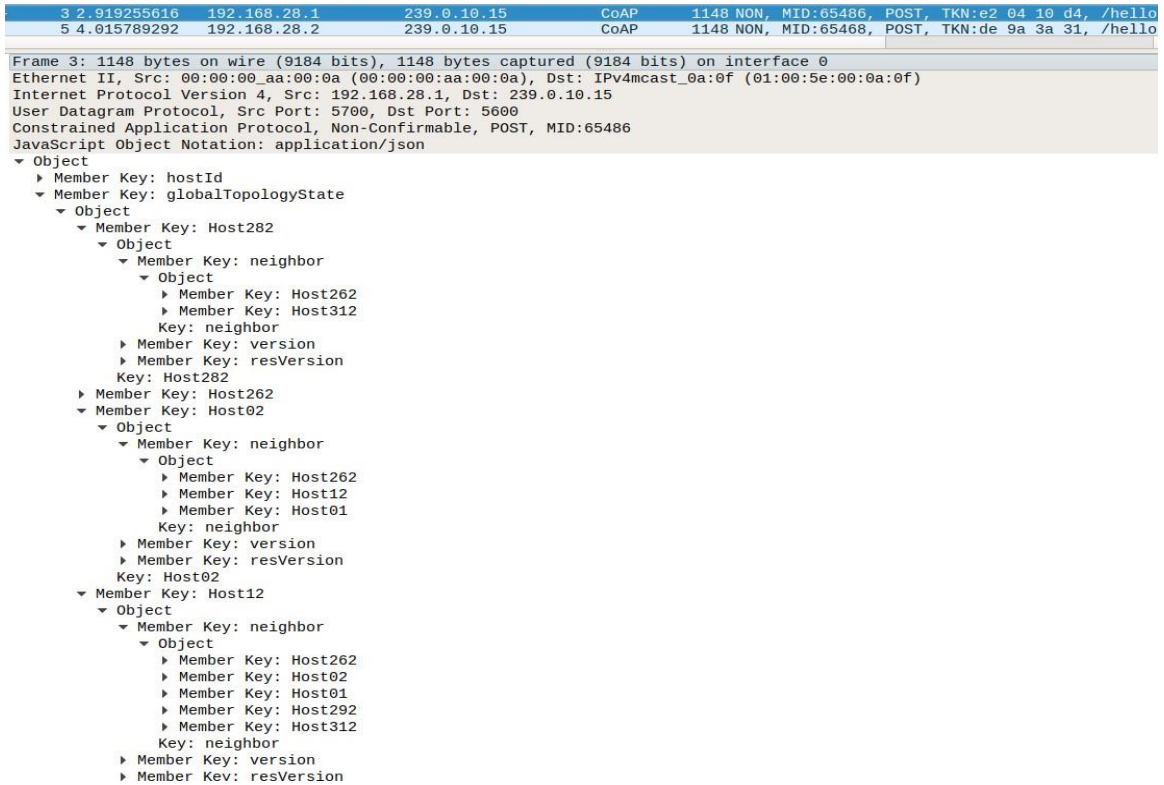 3 2.919255616 192.168.28.1 239.0.10.15 CoAP 1148 NON, MID:65486, POST, TKN:e2 04 10 d4, /hello
5 4.015789292 192.168.28.2 239.0.10.15 CoAP 1148 NON, MID:65468, POST, TKN:de 9a 3a 31, /hello
Frame 3: 1148 bytes on wire (9184 bits), 1148 bytes captured (9184 bits) on interface 0
Ethernet II, Src: 00:00:00_aa:00:0a (00:00:00:aa:00:0a), Dst: IPv4mcast_0a:0f (01:00:5e:00:0a:0f)
Internet Protocol Version 4, Src: 192.168.28.1, Dst: 239.0.10.15
User Datagram Protocol, Src Port: 5700, Dst Port: 5600
Constrained Application Protocol, Non-Confirmable, POST, MID:65486
JavaScript Object Notation: application/json
Object
Member Key: hostId
Member Key: globalTopologyState
Object
Member Key: Host282
Object
Member Key: neighbor
Object
Member Key: Host262
Member Key: Host312
Key: neighbor
Member Key: version
Member Key: resVersion
Key: Host282
Member Key: Host262
Member Key: Host02
Object
Member Key: neighbor
Object
Member Key: Host262
Member Key: Host12
Member Key: Host01
Key: neighbor
Member Key: version
Member Key: resVersion
Key: Host02
Member Key: Host12
Object
Member Key: neighbor
Object
Member Key: Host262
Member Key: Host02
Member Key: Host01
Member Key: Host292
Member Key: Host312
Key: neighbor
Member Key: version
Member Key: resVersion